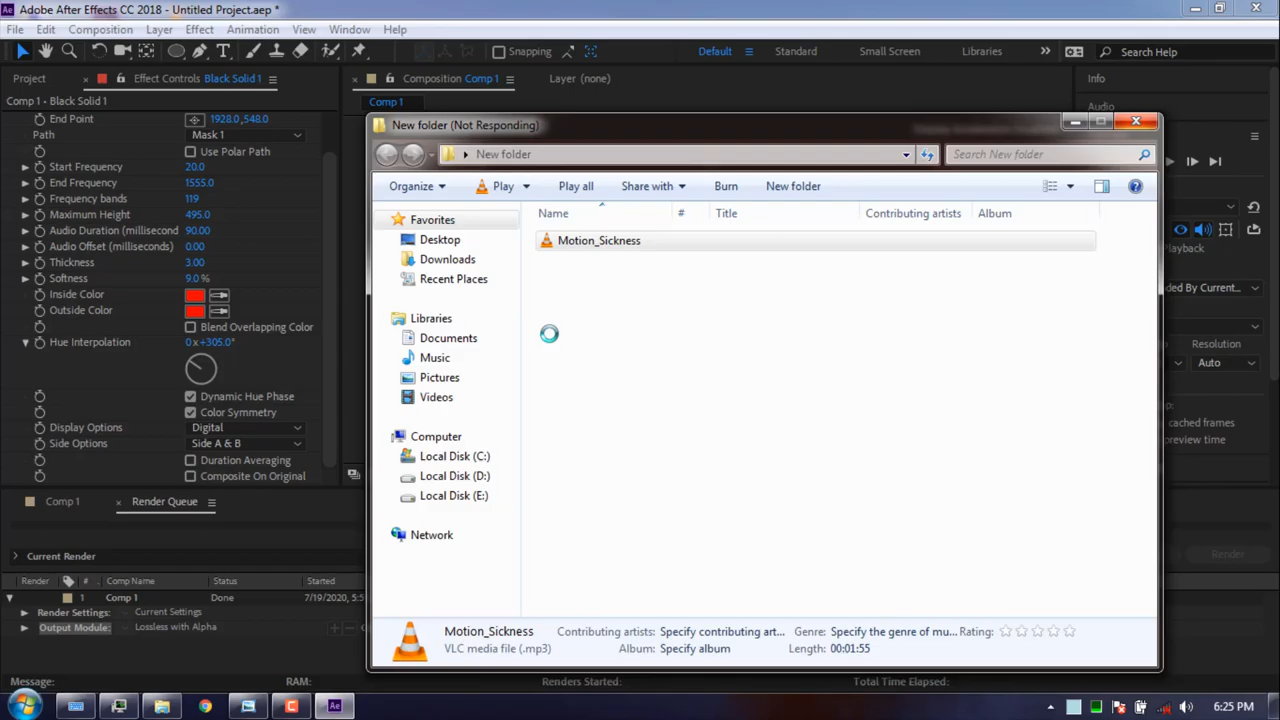 Adobe After Effects CC 2018 - Untitled Project.aep *
File Edit Composition Layer Effect Animation View Window Help
Snapping Default Standard Small Screen Libraries Search Help
Project Effect Controls Black Solid 1 Composition Comp 1 Layer (none) Info
Comp 1 • Black Solid 1 Comp 1 Audio
End Point 1928.0,548.0
Path Mask 1
Use Polar Path
Start Frequency 20.0
End Frequency 1555.0
Frequency bands 119
Maximum Height 495.0
Audio Duration (millisecond 90.00
Audio Offset (milliseconds) 0.00
Thickness 3.00
Softness 9.0 %
Inside Color
Outside Color
Blend Overlapping Color
Hue Interpolation 0 x +305.0°
Dynamic Hue Phase
Color Symmetry
Display Options Digital
Side Options Side A & B
Duration Averaging
Composite On Original
New folder (Not Responding)
New folder Search New folder
Organize Play Play all Share with Burn New folder
Name # Title Contributing artists Album
Motion_Sickness
Favorites
Desktop
Downloads
Recent Places
Libraries
Documents
Music
Pictures
Videos
Computer
Local Disk (C:)
Local Disk (D:)
Local Disk (E:)
Network
Motion_Sickness Contributing artists: Specify contributing art... Genre: Specify the genre of mu... Rating:
VLC media file (.mp3) Album: Specify album Length: 00:01:55
Playback
ded By Current...
Resolution
Auto
cached frames
preview time
Comp 1 Render Queue
Current Render Render
Render # Comp Name Status Started
1 Comp 1 Done 7/19/2020, 5:5
Render Settings: Current Settings
Output Module: Lossless with Alpha
Message: RAM: Renders Started: Total Time Elapsed:
Ae 6:25 PM